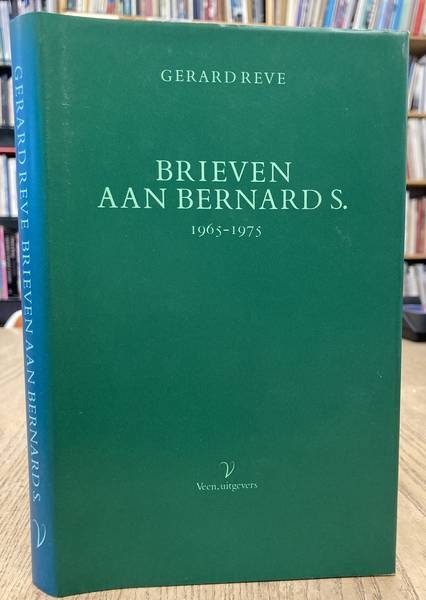 GERARD REVE
BRIEVEN
AAN BERNARD S.
1965-1975
V
Veen, uitgevers
GERARD REVE BRIEVEN AAN BERNARD S.
V